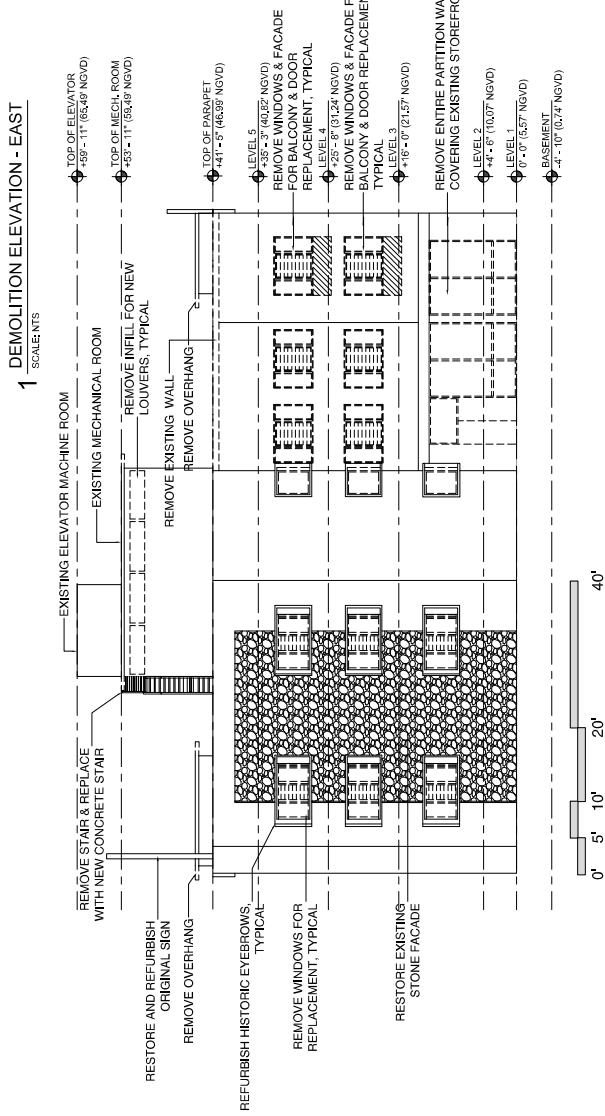 1 DEMOLITION ELEVATION - EAST
SCALE: NTS
TOP OF ELEVATOR
+59' - 11" (65.49' NGVD)
TOP OF MECH. ROOM
+53' - 11" (59.49' NGVD)
TOP OF PARAPET
+41' - 5" (46.99' NGVD)
LEVEL 5
+35' - 3" (40.82' NGVD)
REMOVE WINDOWS & FACADE
FOR BALCONY & DOOR
REPLACEMENT, TYPICAL
LEVEL 4
+25' - 8" (31.24' NGVD)
REMOVE WINDOWS & FACADE F
BALCONY & DOOR REPLACEMENT
TYPICAL
LEVEL 3
+16' - 0" (21.57' NGVD)
REMOVE ENTIRE PARTITION WA
COVERING EXISTING STOREFRO
LEVEL 2
+4' - 6" (10.07' NGVD)
LEVEL 1
0' - 0" (5.57' NGVD)
BASEMENT
-4' - 10" (0.74' NGVD)
EXISTING ELEVATOR MACHINE ROOM
EXISTING MECHANICAL ROOM
REMOVE INFILL FOR NEW
LOUVERS, TYPICAL
REMOVE EXISTING WALL
REMOVE OVERHANG
REMOVE STAIR & REPLACE
WITH NEW CONCRETE STAIR
RESTORE AND REFURBISH
ORIGINAL SIGN
REMOVE OVERHANG
REFURBISH HISTORIC EYEBROWS,
TYPICAL
REMOVE WINDOWS FOR
REPLACEMENT, TYPICAL
RESTORE EXISTING
STONE FACADE
0' 5' 10' 20' 40'